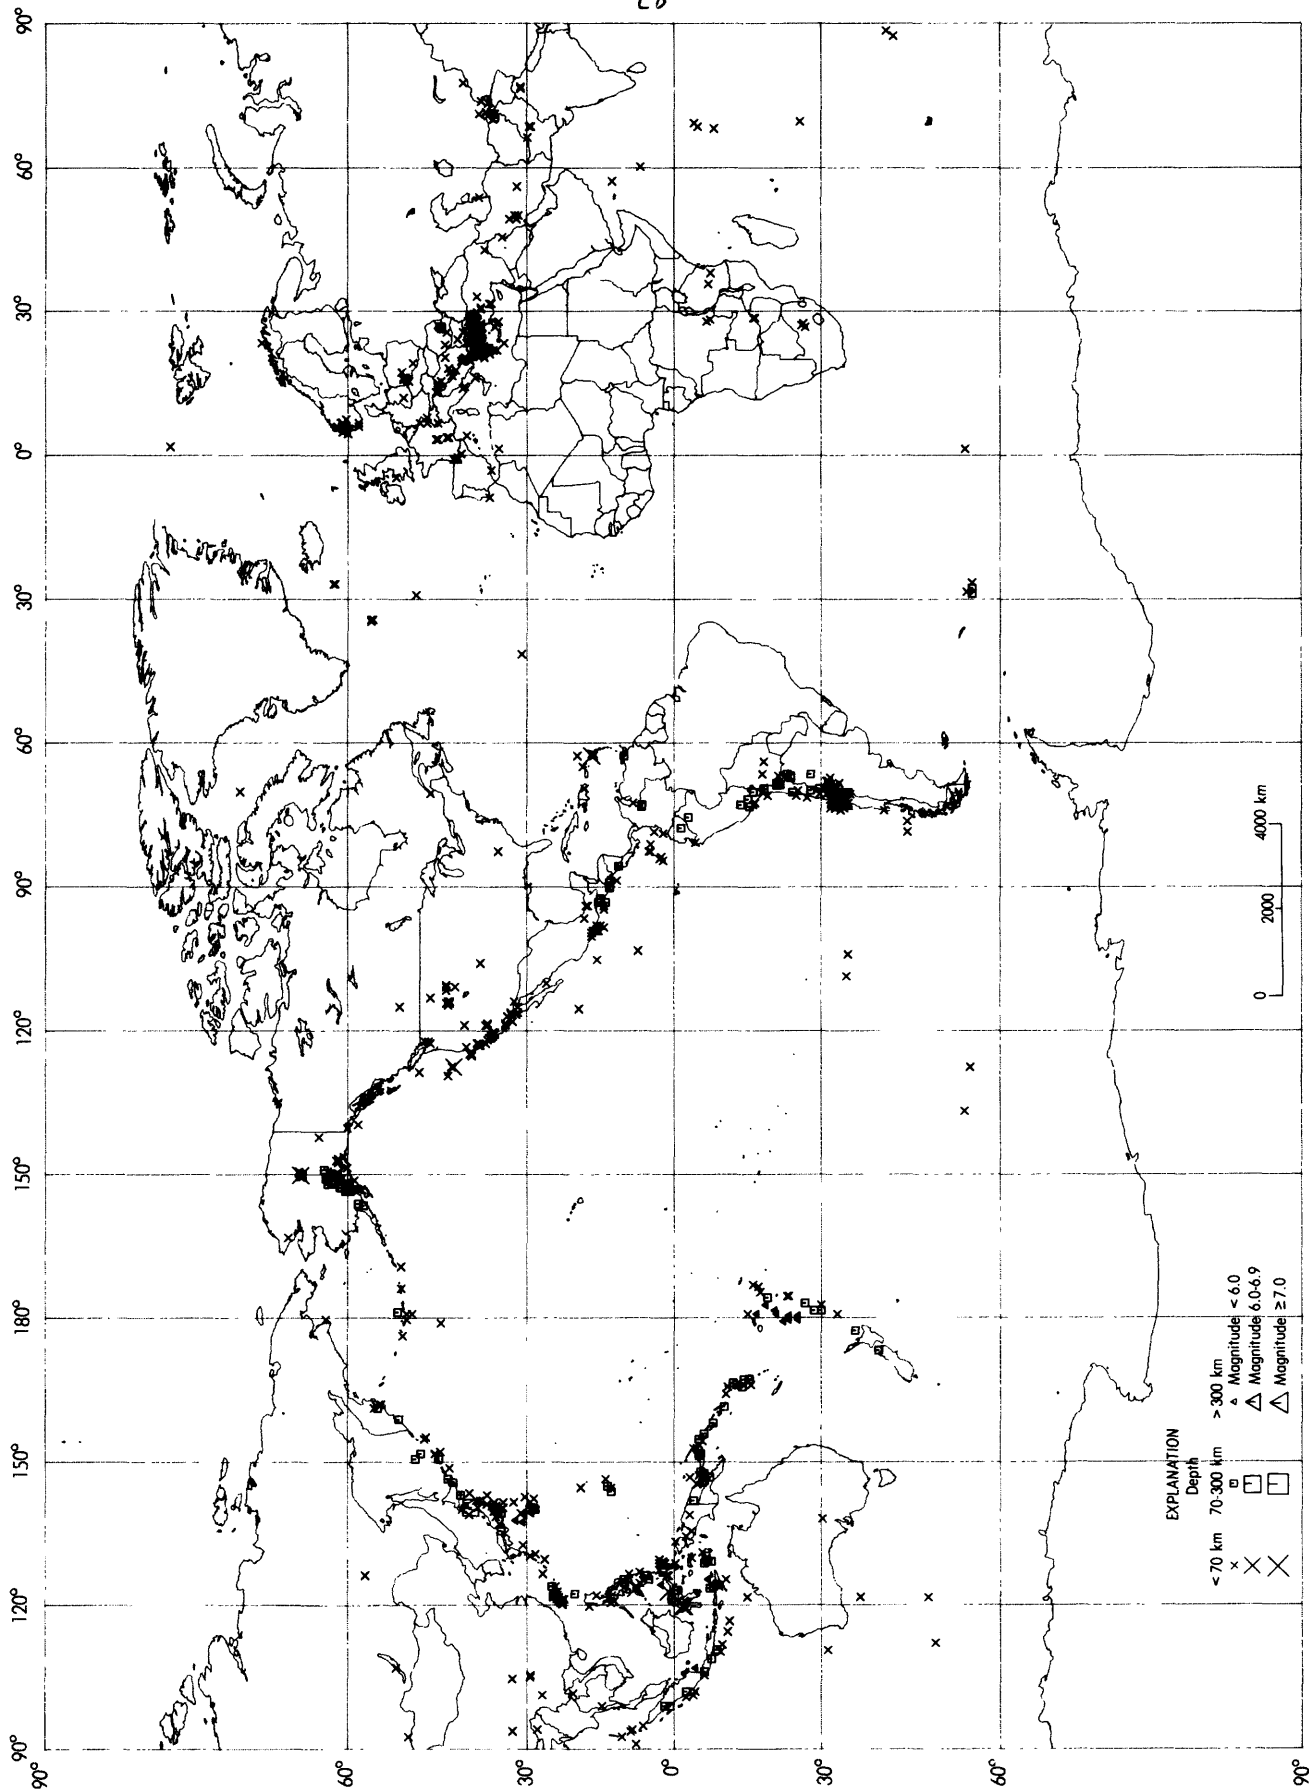 90° 120° 150° 180° 150° 120° 90° 60° 30° 0° 30° 60° 90°
90°
60°
30°
0°
30°
60°
90°
EXPLANATION
Depth
< 70 km 70-300 km > 300 km
Magnitude < 6.0
Magnitude 6.0-6.9
Magnitude ≥ 7.0
0 2000 4000 km